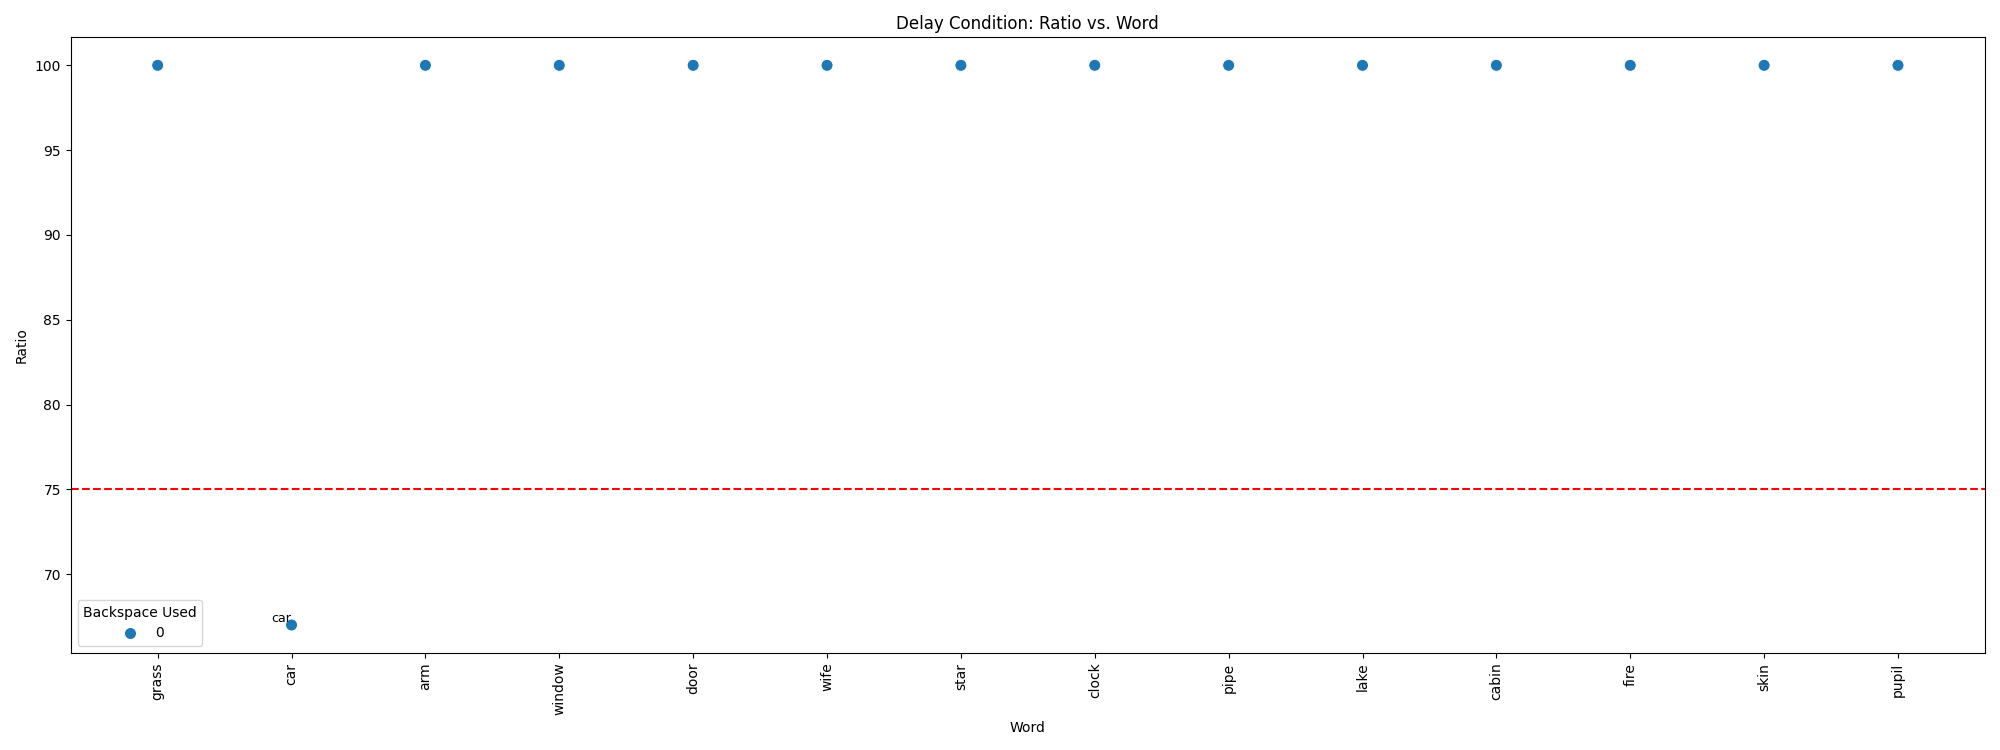 Delay Condition: Ratio vs. Word
Ratio
100
95
90
85
80
75
70
car
Backspace Used
0
grass
car
arm
window
door
wife
star
clock
pipe
lake
cabin
fire
skin
pupil
Word